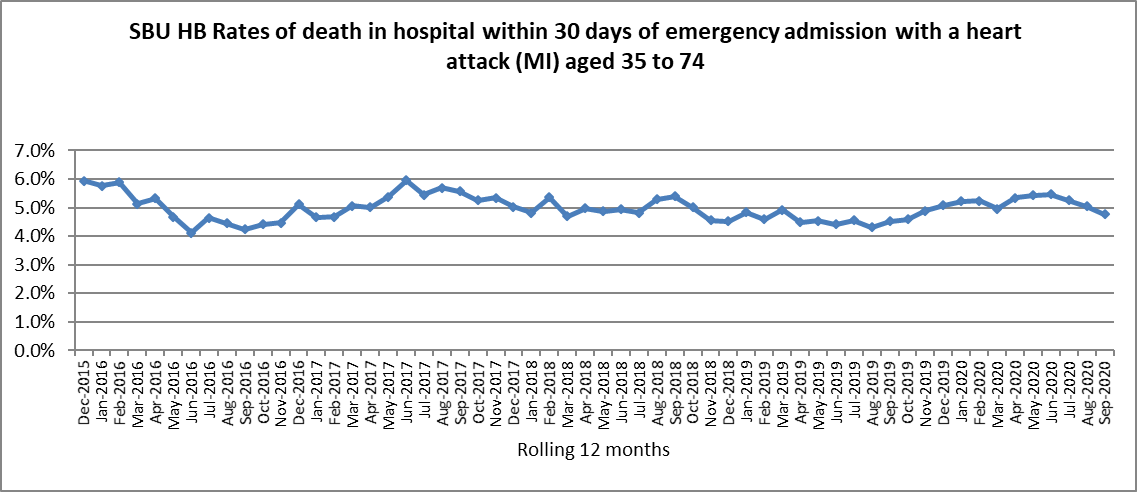 SBU HB Rates of death in hospital within 30 days of emergency admission with a heart
attack (MI) aged 35 to 74
7.0%
6.0%
5.0%
4.0%
3.0%
2.0%
1.0%
0.0%
Dec-2015
Jan-2016
Feb-2016
Mar-2016
Apr-2016
May-2016
Jun-2016
Jul-2016
Aug-2016
Sep-2016
Oct-2016
Nov-2016
Dec-2016
Jan-2017
Feb-2017
Mar-2017
Apr-2017
May-2017
Jun-2017
Jul-2017
Aug-2017
Sep-2017
Oct-2017
Nov-2017
Dec-2017
Jan-2018
Feb-2018
Mar-2018
Apr-2018
May-2018
Jun-2018
Jul-2018
Aug-2018
Sep-2018
Oct-2018
Nov-2018
Dec-2018
Jan-2019
Feb-2019
Mar-2019
Apr-2019
May-2019
Jun-2019
Jul-2019
Aug-2019
Sep-2019
Oct-2019
Nov-2019
Dec-2019
Jan-2020
Feb-2020
Mar-2020
Apr-2020
May-2020
Jun-2020
Jul-2020
Aug-2020
Sep-2020
Rolling 12 months